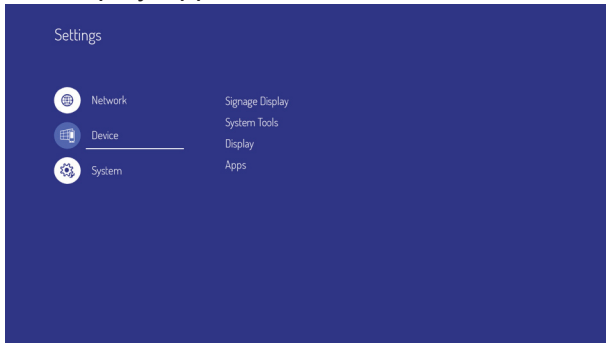 Settings
Network
Device
System
Signage Display
System Tools
Display
Apps